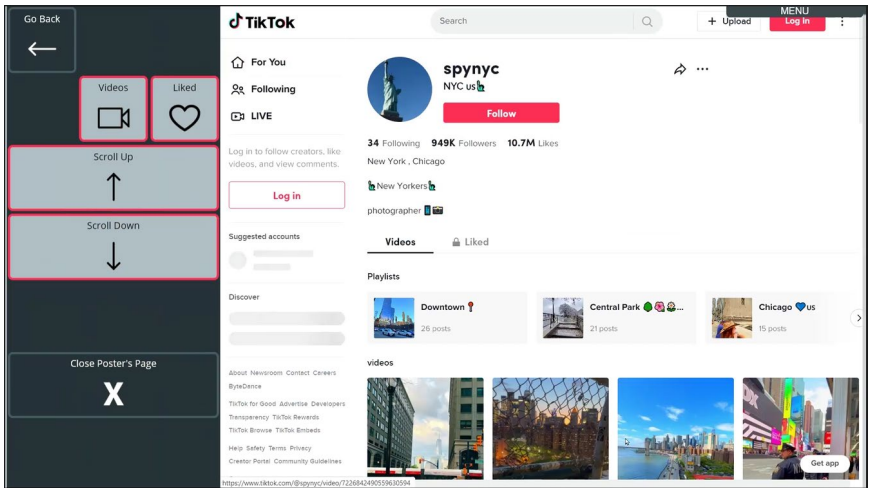 Go Back
Videos
Liked
Scroll Up
Scroll Down
Close Poster's Page
X
TikTok
Search
MENU
+ Upload
Log In
For You
Following
LIVE
Log in to follow creators, like
videos, and view comments.
Log in
Suggested accounts
Discover
About Newsroom Contact Careers
ByteDance
TikTok for Good Advertise Developers
Transparency TikTok Rewards
TikTok Browse TikTok Embeds
Help Safety Terms Privacy
Creator Portal Community Guidelines
spynyc
NYC us🗽
Follow
34 Following 949K Followers 10.7M Likes
New York , Chicago
🗽New Yorkers🗽
photographer 📱📷
Videos
Liked
Playlists
Downtown 📍
26 posts
Central Park 🌳...
21 posts
Chicago 💙us
15 posts
videos
Get app
https://www.tiktok.com/@spynyc/video/7226842490559630594